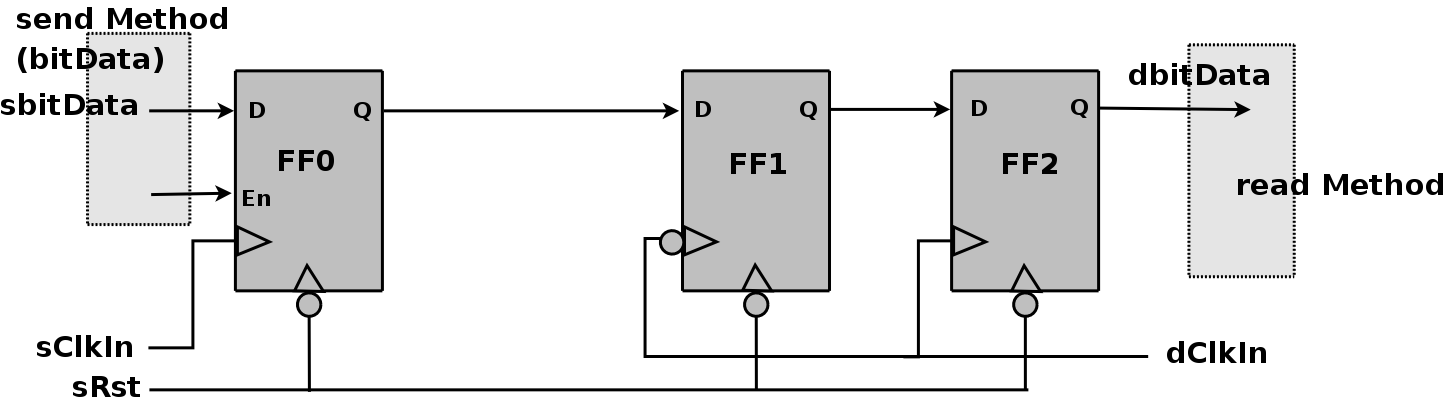 send Method
(bitData)
sbitData
D
Q
FF0
En
D
Q
FF1
D
Q
FF2
dbitData
read Method
sClkIn
dClkIn
sRst